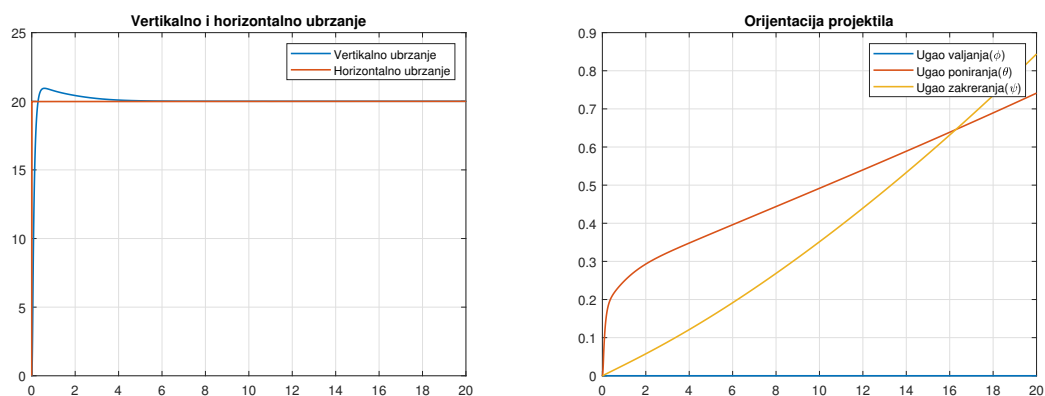 Vertikalno i horizontalno ubrzanje
25
20
15
10
5
0
0 2 4 6 8 10 12 14 16 18 20
Vertikalno ubrzanje
Horizontalno ubrzanje
Orijentacija projektila
0.9
0.8
0.7
0.6
0.5
0.4
0.3
0.2
0.1
0
0 2 4 6 8 10 12 14 16 18 20
Ugao valjanja(ϕ)
Ugao poniranja(θ)
Ugao zakreranja(ψ)